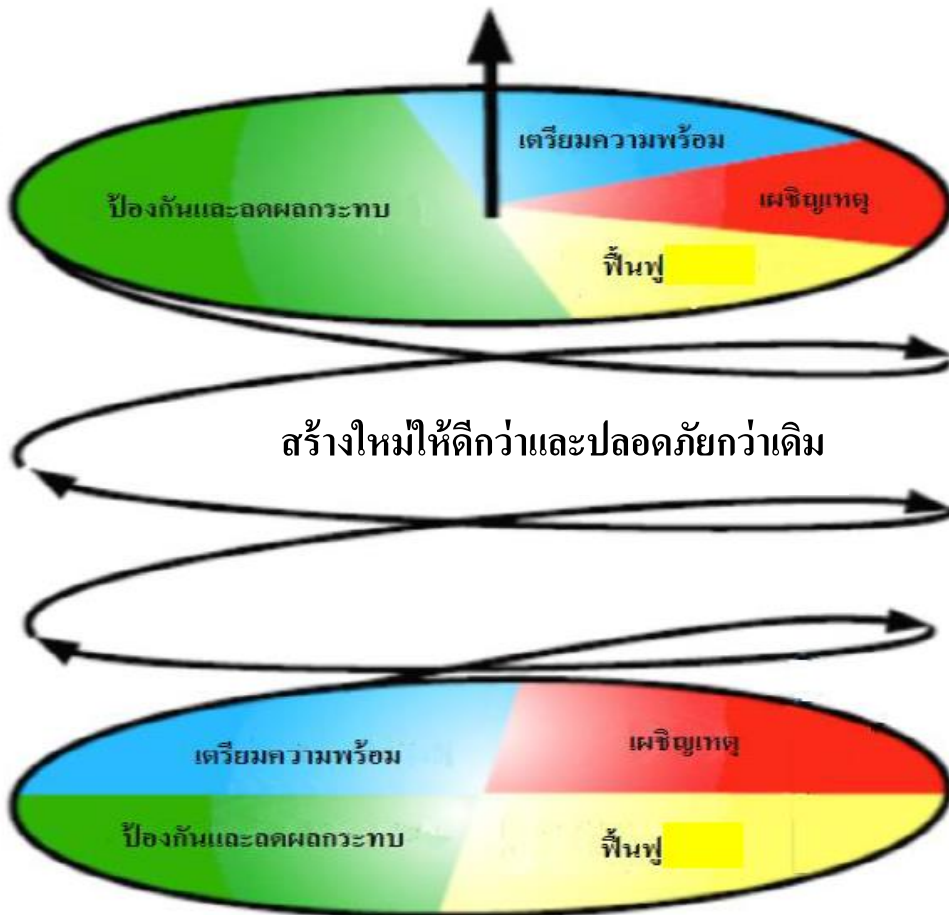 เตรียมความพร้อม
เผชิญเหตุ
ป้องกันและลดผลกระทบ
ฟื้นฟู
สร้างใหม่ให้ดีกว่าและปลอดภัยกว่าเดิม
เตรียมความพร้อม
เผชิญเหตุ
ป้องกันและลดผลกระทบ
ฟื้นฟู